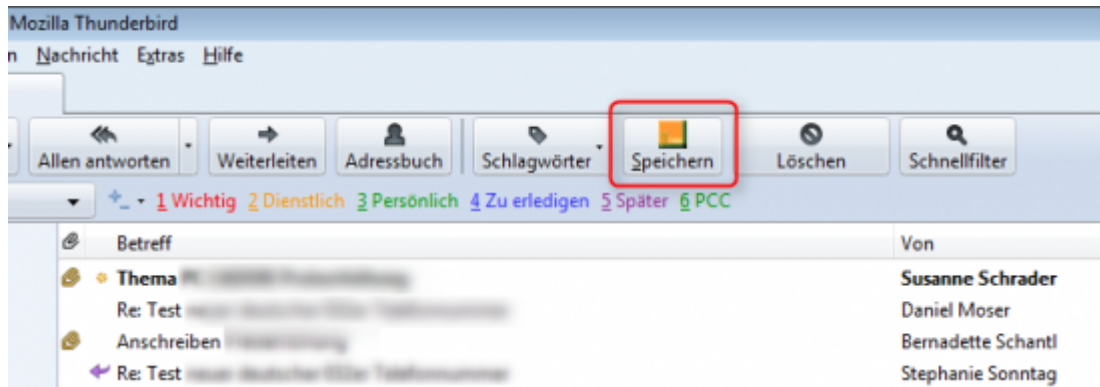 Mozilla Thunderbird
n Nachricht Extras Hilfe
Allen antworten Weiterleiten Adressbuch Schlagwörter Speichern Löschen Schnellfilter
1 Wichtig 2 Dienstlich 3 Persönlich 4 Zu erledigen 5 Später 6 PCC
Betreff Von
Thema Susanne Schrader
Re: Test Daniel Moser
Anschreiben Bernadette Schantl
Re: Test Stephanie Sonntag